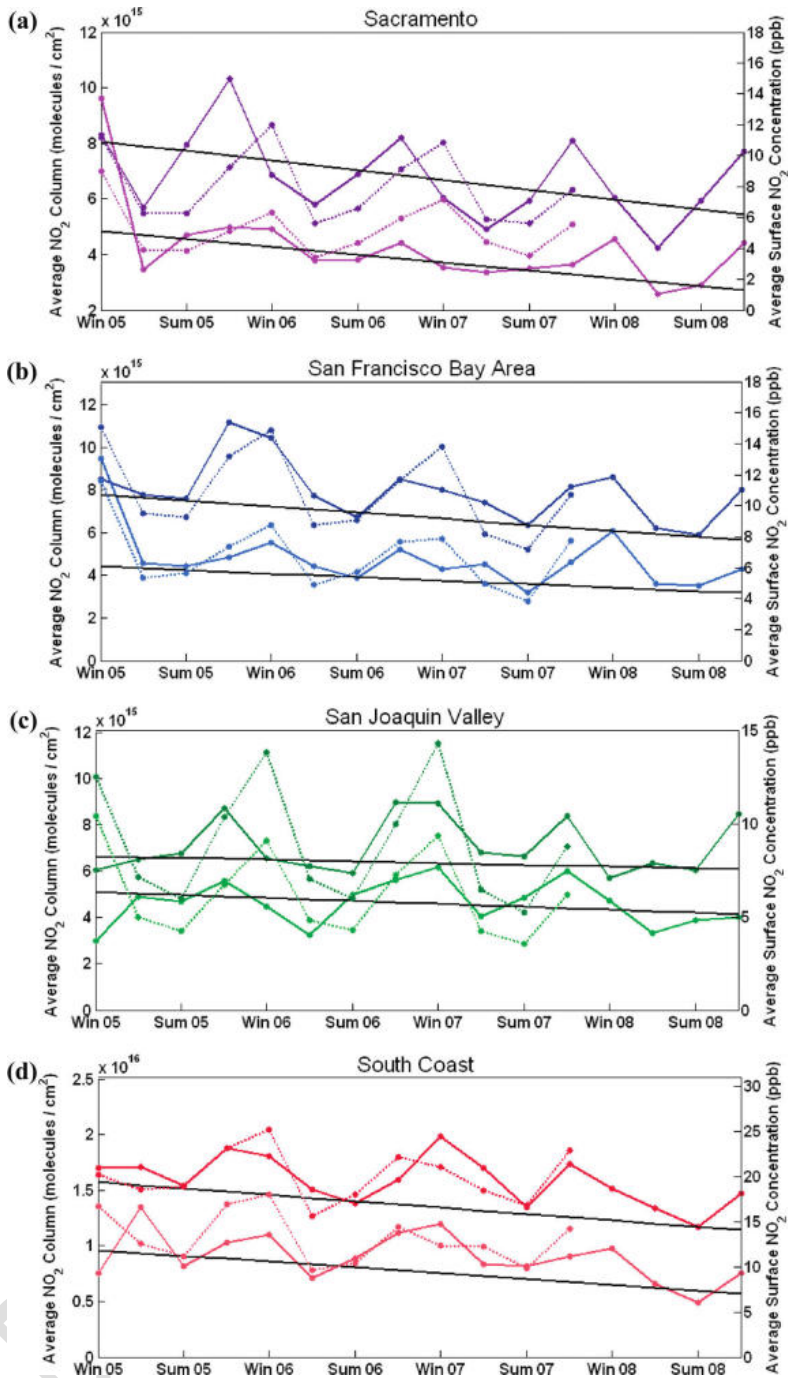 (a)
Sacramento
x 10^15
Average NO2 Column (molecules / cm²)
12
10
8
6
4
2
Average Surface NO2 Concentration (ppb)
18
16
14
12
10
8
6
4
2
0
Win 05 Sum 05 Win 06 Sum 06 Win 07 Sum 07 Win 08 Sum 08
(b)
San Francisco Bay Area
x 10^15
Average NO2 Column (molecules / cm²)
12
10
8
6
4
2
0
Average Surface NO2 Concentration (ppb)
18
16
14
12
10
8
6
4
2
0
Win 05 Sum 05 Win 06 Sum 06 Win 07 Sum 07 Win 08 Sum 08
(c)
San Joaquin Valley
x 10^15
Average NO2 Column (molecules / cm²)
12
10
8
6
4
2
0
Average Surface NO2 Concentration (ppb)
15
10
5
0
Win 05 Sum 05 Win 06 Sum 06 Win 07 Sum 07 Win 08 Sum 08
(d)
South Coast
x 10^16
Average NO2 Column (molecules / cm²)
2.5
2
1.5
1
0.5
0
Average Surface NO2 Concentration (ppb)
30
25
20
15
10
5
0
Win 05 Sum 05 Win 06 Sum 06 Win 07 Sum 07 Win 08 Sum 08